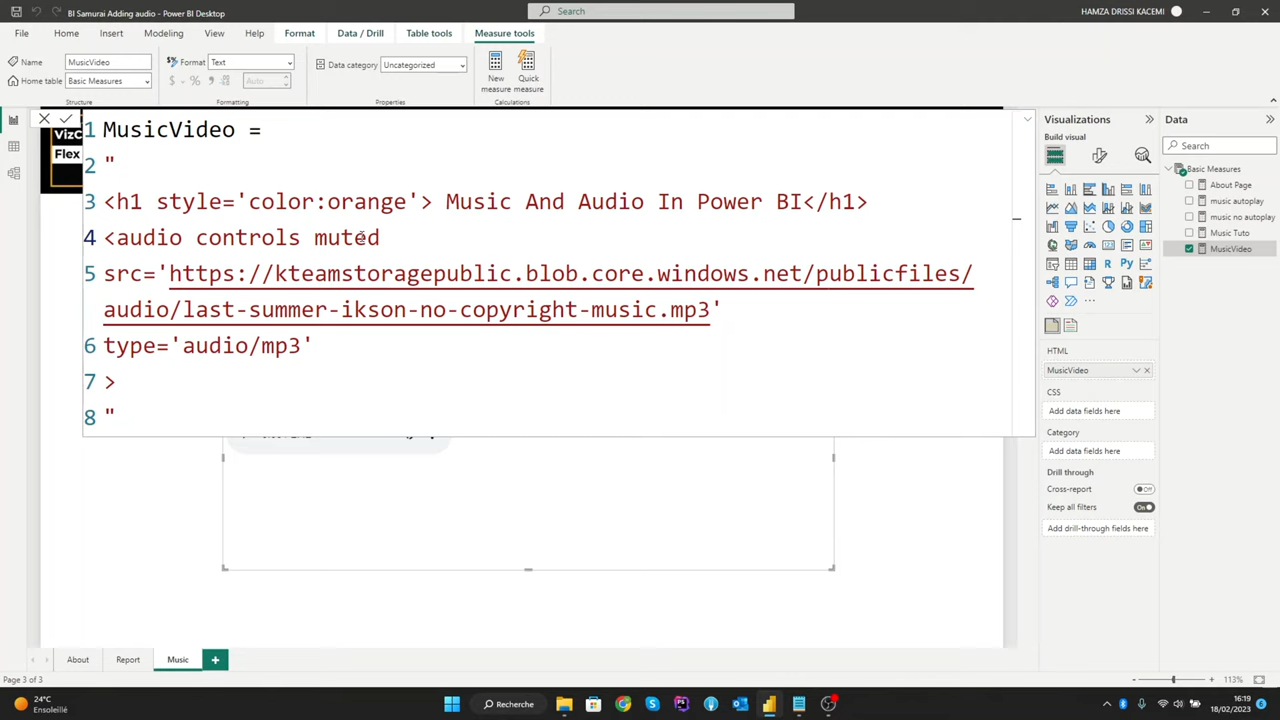 BI Samurai Adding audio - Power BI Desktop
Search
HAMZA DRISSI KACEMI
File Home Insert Modeling View Help Format Data / Drill Table tools Measure tools
Name MusicVideo
Format Text
Data category Uncategorized
Home table Basic Measures
$ % Auto
New measure
Quick measure
Structure Formatting Properties Calculations
VizC
Flex
1 MusicVideo =
2 "
3 <h1 style='color:orange'> Music And Audio In Power BI</h1>
4 <audio controls muted
5 src='https://kteamstoragepublic.blob.core.windows.net/publicfiles/
audio/last-summer-ikson-no-copyright-music.mp3'
6 type='audio/mp3'
7 >
8 "
Visualizations
Build visual
HTML
MusicVideo
CSS
Add data fields here
Category
Add data fields here
Drill through
Cross-report Off
Keep all filters On
Add drill-through fields here
Data
Search
Basic Measures
About Page
music autoplay
music no autoplay
Music Tuto
MusicVideo
About Report Music
113%
24°C
Ensoleillé
Recherche
16:19
18/02/2023